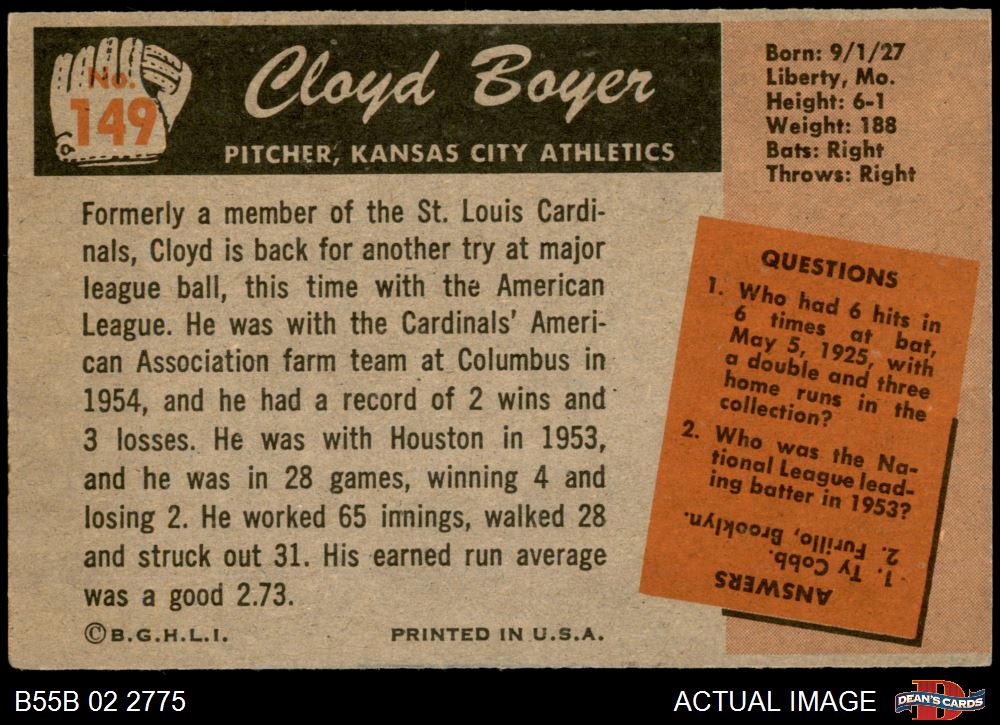 No.
149
Cloyd Boyer
PITCHER, KANSAS CITY ATHLETICS
Born: 9/1/27
Liberty, Mo.
Height: 6-1
Weight: 188
Bats: Right
Throws: Right
Formerly a member of the St. Louis Cardi-
nals, Cloyd is back for another try at major
league ball, this time with the American
League. He was with the Cardinals' Ameri-
can Association farm team at Columbus in
1954, and he had a record of 2 wins and
3 losses. He was with Houston in 1953,
and he was in 28 games, winning 4 and
losing 2. He worked 65 innings, walked 28
and struck out 31. His earned run average
was a good 2.73.
©B.G.H.L.I.
PRINTED IN U.S.A.
QUESTIONS
1. Who had 6 hits in
6 times at bat,
May 5, 1925, with
a double and three
home runs in the
collection?
2. Who was the Na-
tional League lead-
ing batter in 1953?
ANSWERS
1. Ty Cobb.
2. Furillo, Brooklyn.
B55B 02 2775
ACTUAL IMAGE
D
DEAN'S CARDS